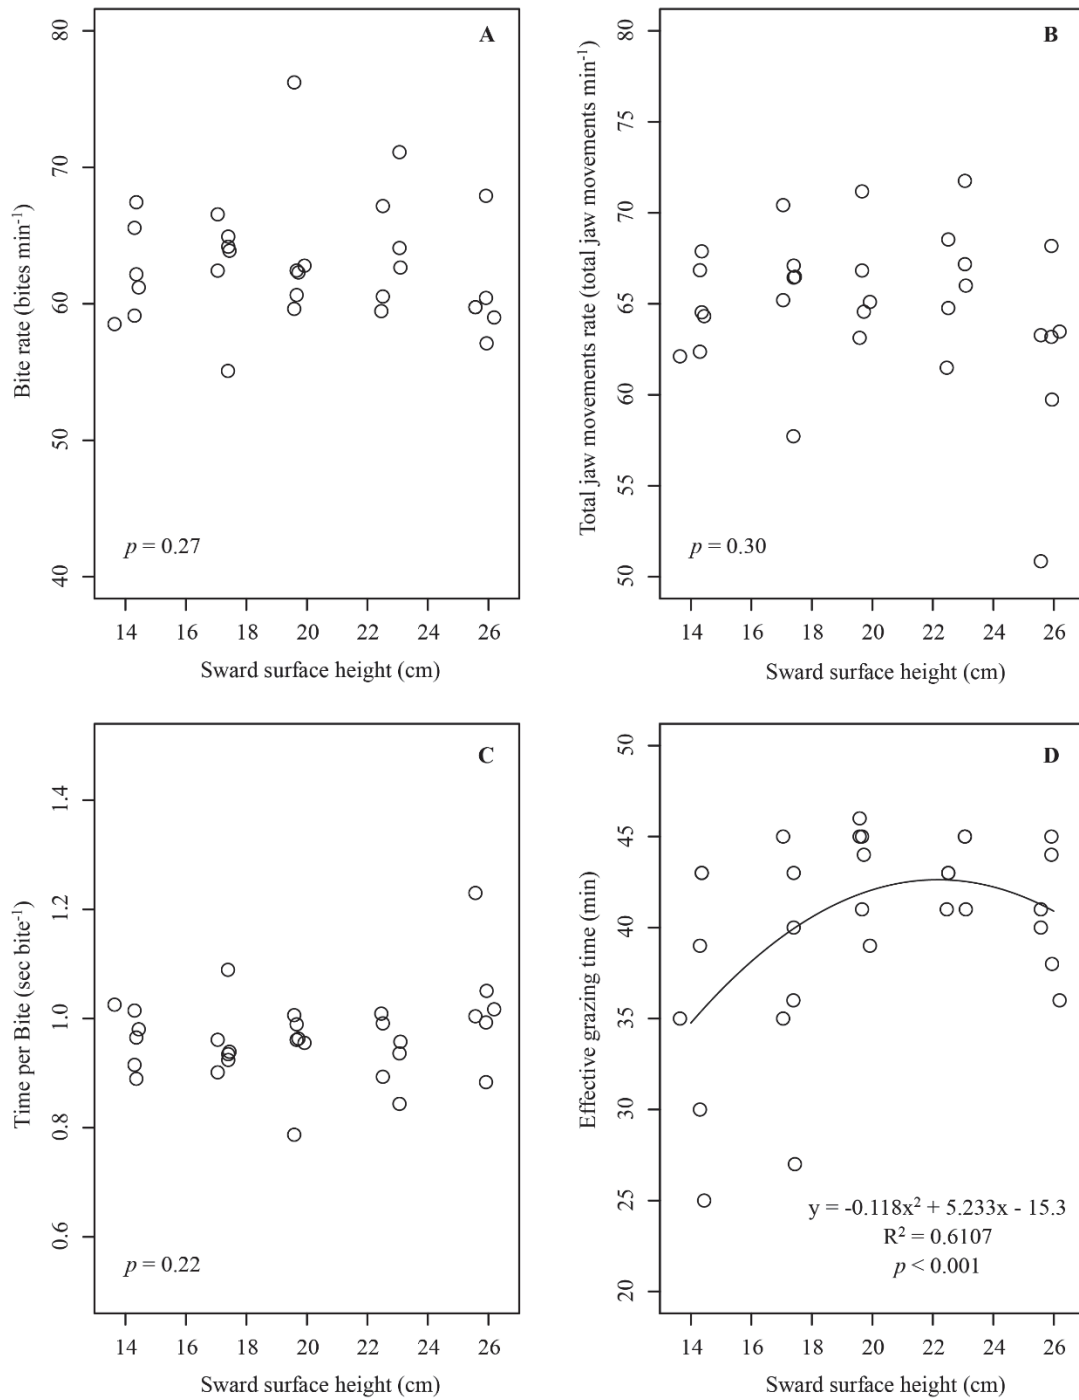 A
Bite rate (bites min⁻¹)
80
70
60
50
40
p = 0.27
14 16 18 20 22 24 26
Sward surface height (cm)
B
Total jaw movements rate (total jaw movements min⁻¹)
80
75
70
65
60
55
50
p = 0.30
14 16 18 20 22 24 26
Sward surface height (cm)
C
Time per Bite (sec bite⁻¹)
1.4
1.2
1.0
0.8
0.6
p = 0.22
14 16 18 20 22 24 26
Sward surface height (cm)
D
Effective grazing time (min)
50
45
40
35
30
25
20
y = -0.118x² + 5.233x - 15.3
R² = 0.6107
p < 0.001
14 16 18 20 22 24 26
Sward surface height (cm)